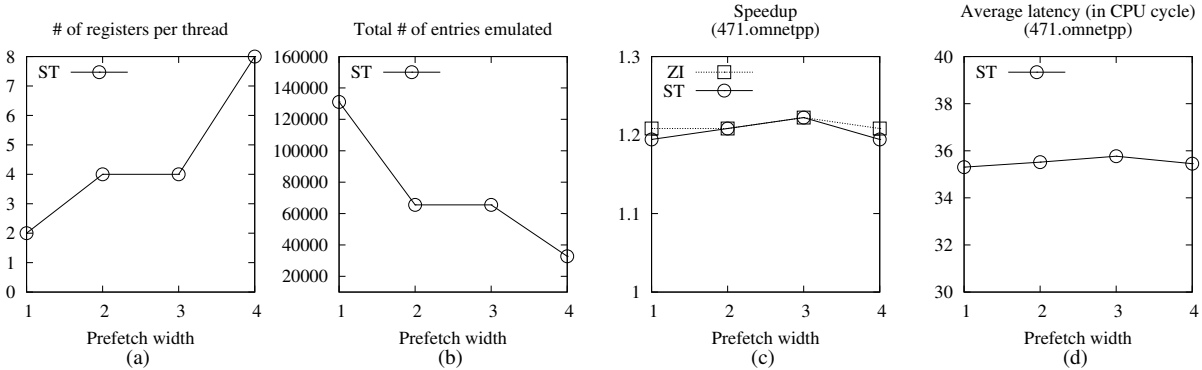 # of registers per thread
ST
8
7
6
5
4
3
2
1
0
1 2 3 4
Prefetch width
(a)
Total # of entries emulated
ST
160000
140000
120000
100000
80000
60000
40000
20000
1 2 3 4
Prefetch width
(b)
Speedup
(471.omnetpp)
ZI
ST
1.3
1.2
1.1
1
1 2 3 4
Prefetch width
(c)
Average latency (in CPU cycle)
(471.omnetpp)
ST
40
38
36
34
32
30
1 2 3 4
Prefetch width
(d)